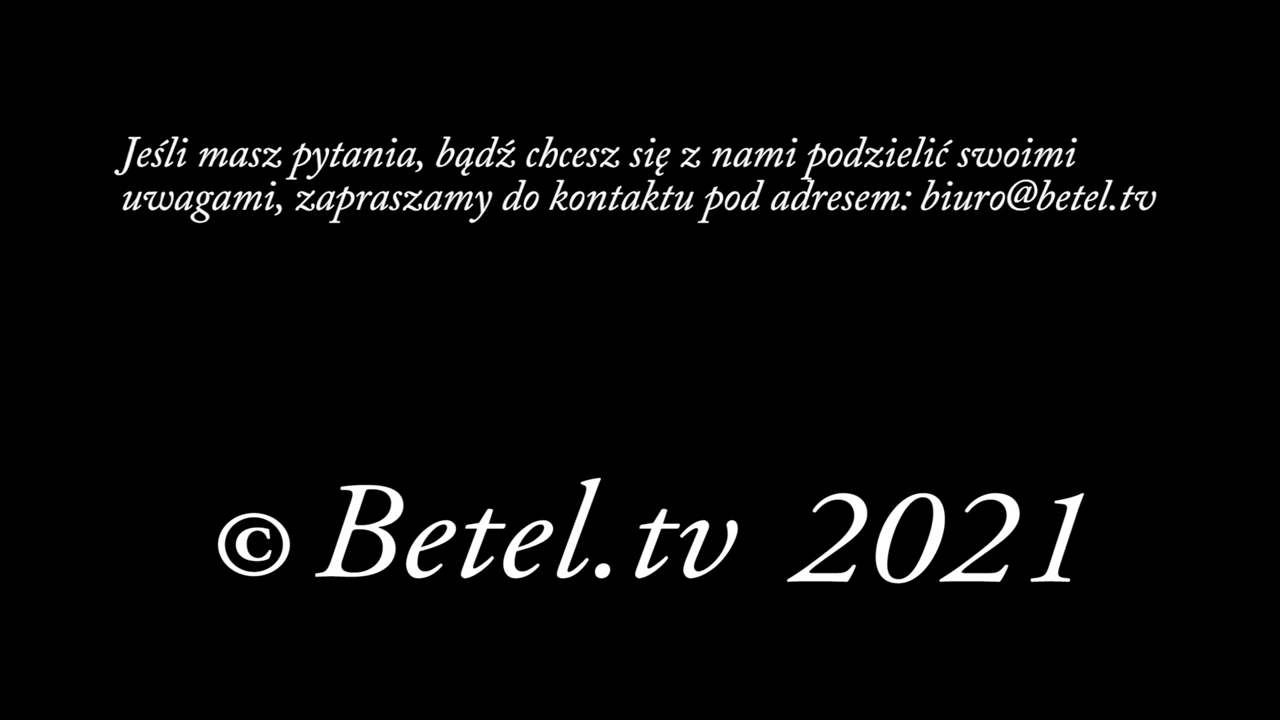 Jeśli masz pytania, bądź chcesz się z nami podzielić swoimi
uwagami, zapraszamy do kontaktu pod adresem: biuro@betel.tv
© Betel.tv 2021